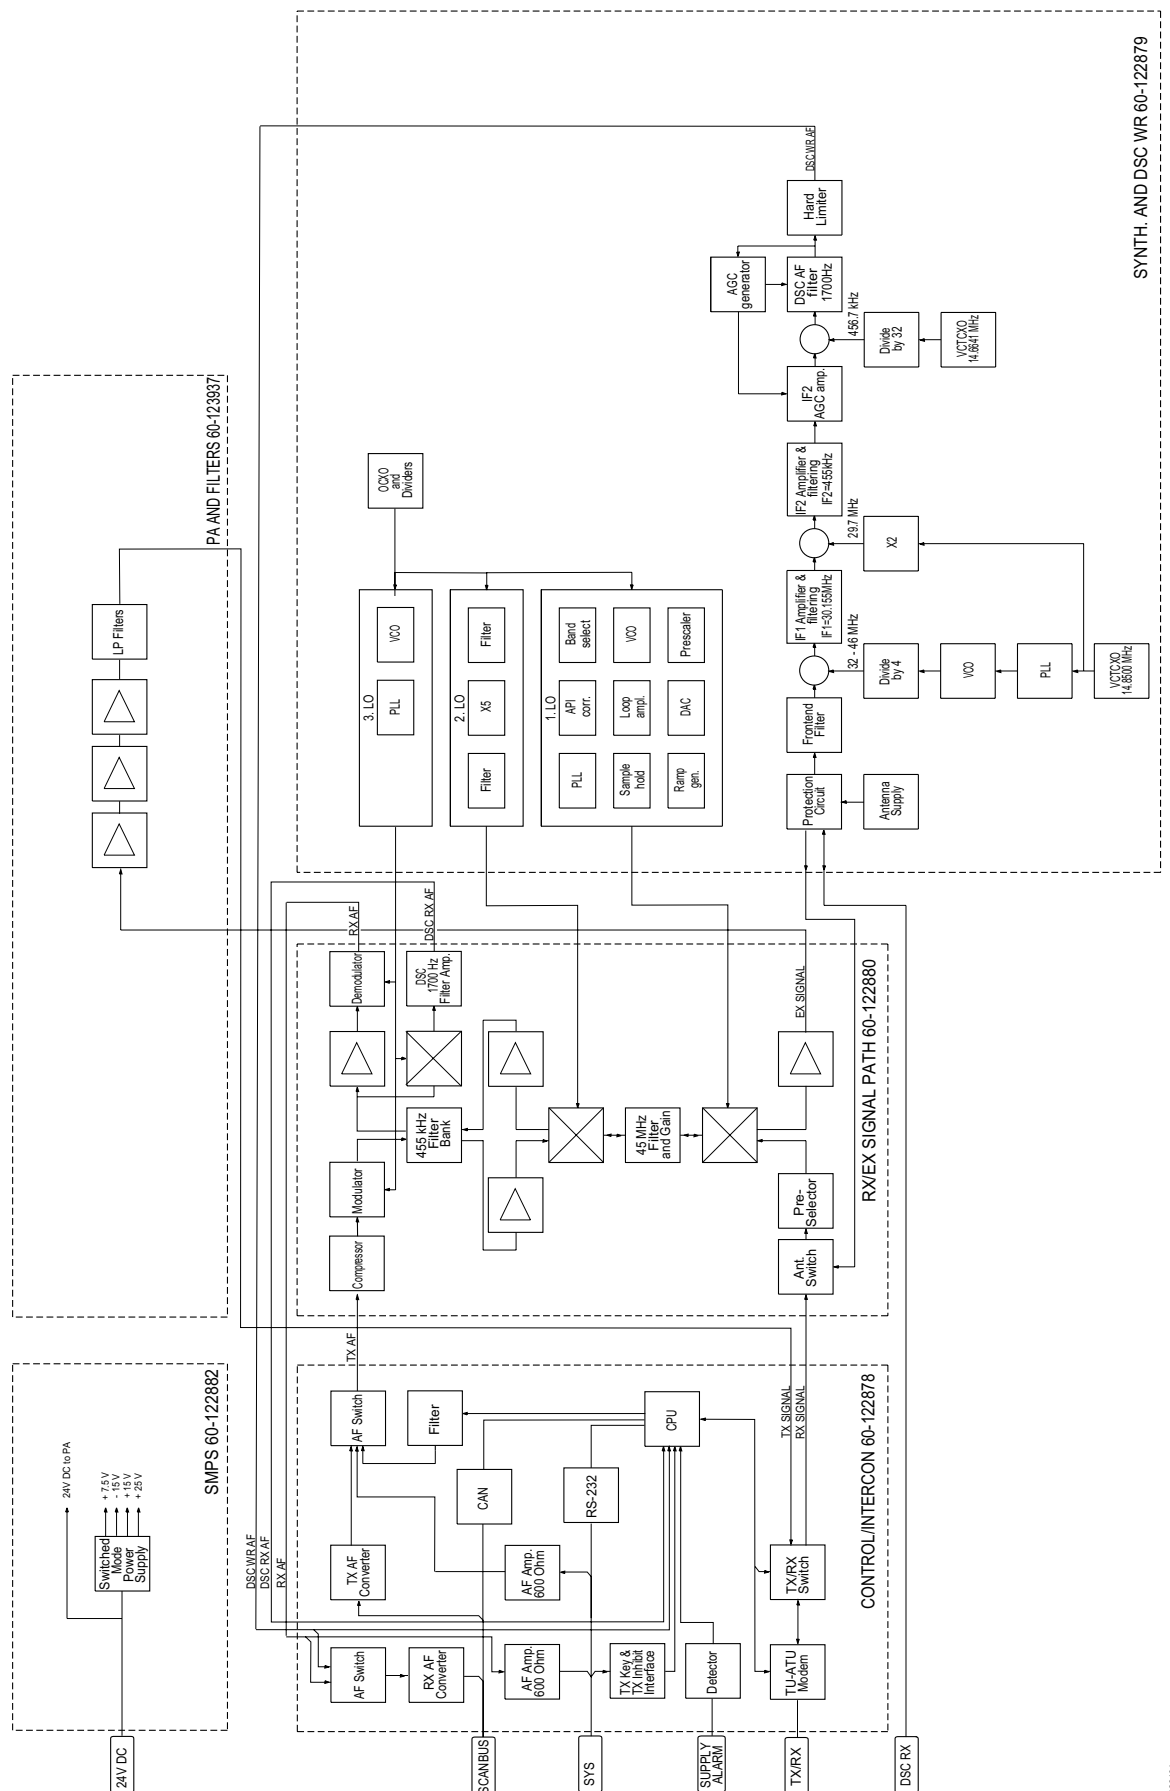 24V DC
24V DC to PA
Switched
Mode
Power
Supply
+ 7.5 V
- 15 V
+ 15 V
+ 25 V
SMPS 60-122882
LP Filters
PA AND FILTERS 60-123937
DSC WR AF
DSC RX AF
RX AF
AF Switch
RX AF
Converter
TX AF
Converter
AF Switch
TX AF
AF Amp.
600 Ohm
AF Amp.
600 Ohm
CAN
Filter
TX Key &
TX Inhibit
Interface
RS-232
CPU
Detector
TU-ATU
Modem
TX/RX
Switch
TX SIGNAL
RX SIGNAL
CONTROL/INTERCON 60-122878
SCANBUS
SYS
SUPPLY
ALARM
TX/RX
DSC RX
Compressor
Modulator
Demodulator
RX AF
455 kHz
Filter
Bank
DSC
1700 Hz
Filter Amp.
DSC RX AF
45 MHz
Filter
and Gain
Ant.
Switch
Pre-
Selector
EX SIGNAL
RX/EX SIGNAL PATH 60-122880
3. LO
PLL
VCO
OCXO
and
Dividers
2. LO
Filter
X5
Filter
1. LO
PLL
API
corr.
Band
select
Sample
hold
Loop
ampl.
VCO
Ramp
gen.
DAC
Prescaler
Protection
Circuit
Antenna
Supply
Frontend
Filter
32 - 46 MHz
Divide
by 4
VCO
PLL
VCTCXO
14.8500 MHz
IF1 Amplifier &
filtering
IF1=30.155MHz
29.7 MHz
X2
IF2 Amplifier &
filtering
IF2=455kHz
IF2
AGC amp.
456.7 kHz
Divide
by 32
VCTCXO
14.6641 MHz
AGC
generator
DSC AF
filter
1700Hz
Hard
Limiter
DSC WR AF
SYNTH. AND DSC WR 60-122879